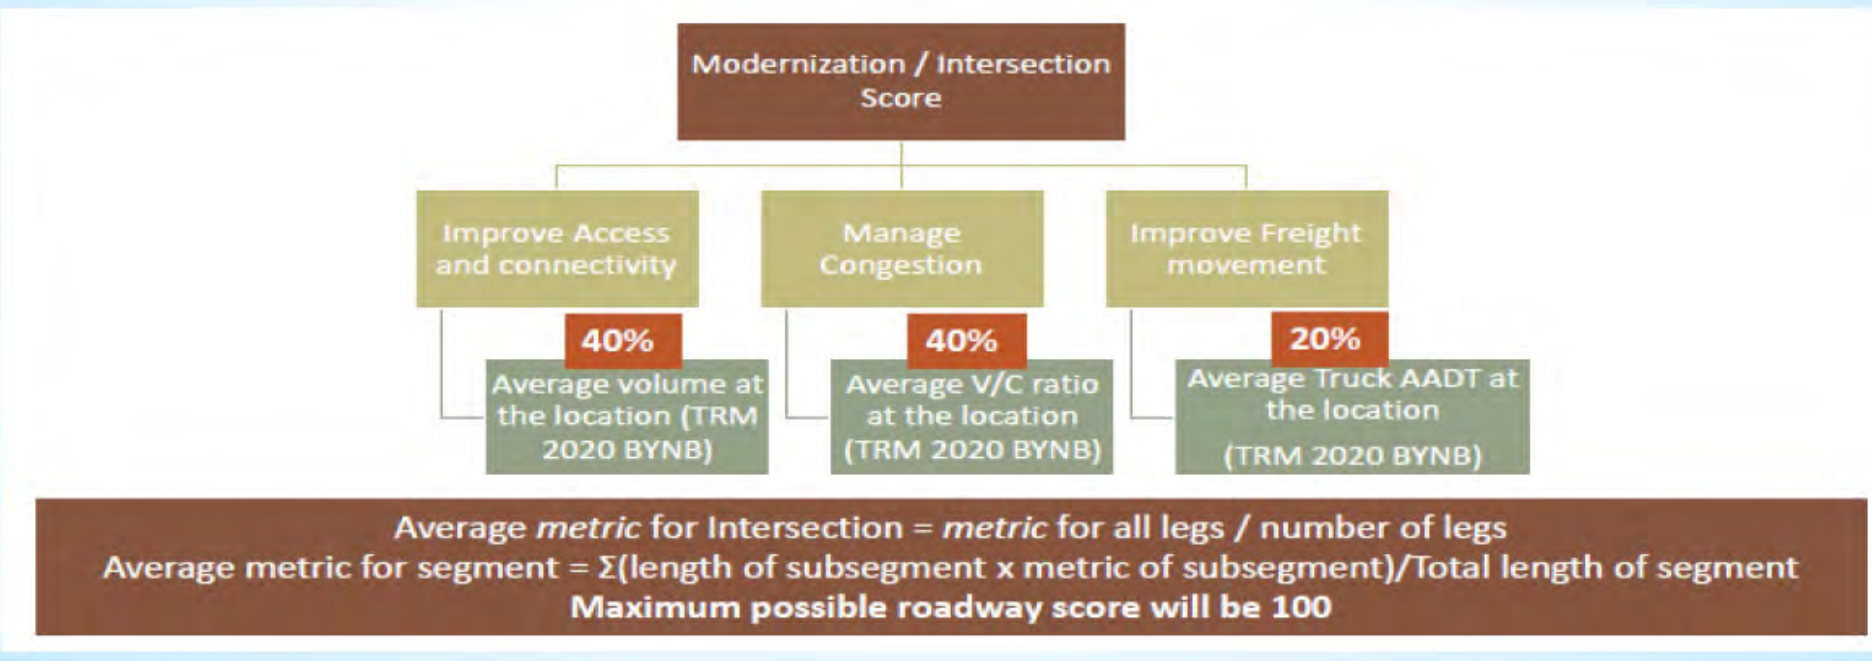 Modernization / Intersection
Score
Improve Access
and connectivity
Manage
Congestion
Improve Freight
movement
40%
40%
20%
Average volume at
the location (TRM
2020 BYNB)
Average V/C ratio
at the location
(TRM 2020 BYNB)
Average Truck AADT at
the location
(TRM 2020 BYNB)
Average metric for Intersection = metric for all legs / number of legs
Average metric for segment = Σ(length of subsegment x metric of subsegment)/Total length of segment
Maximum possible roadway score will be 100